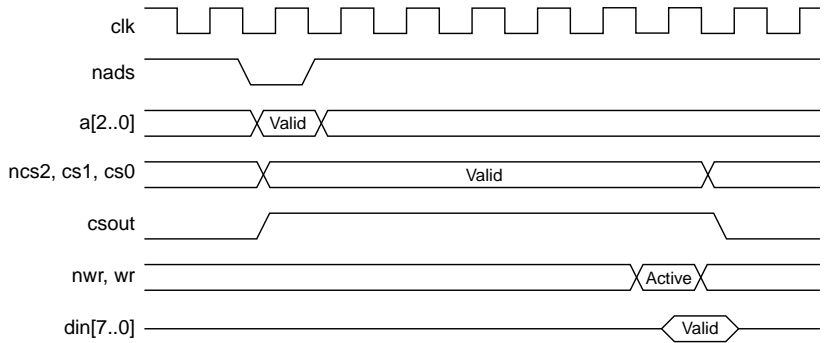 clk
nads
a[2..0] Valid
ncs2, cs1, cs0 Valid
csout
nwr, wr Active
din[7..0] Valid